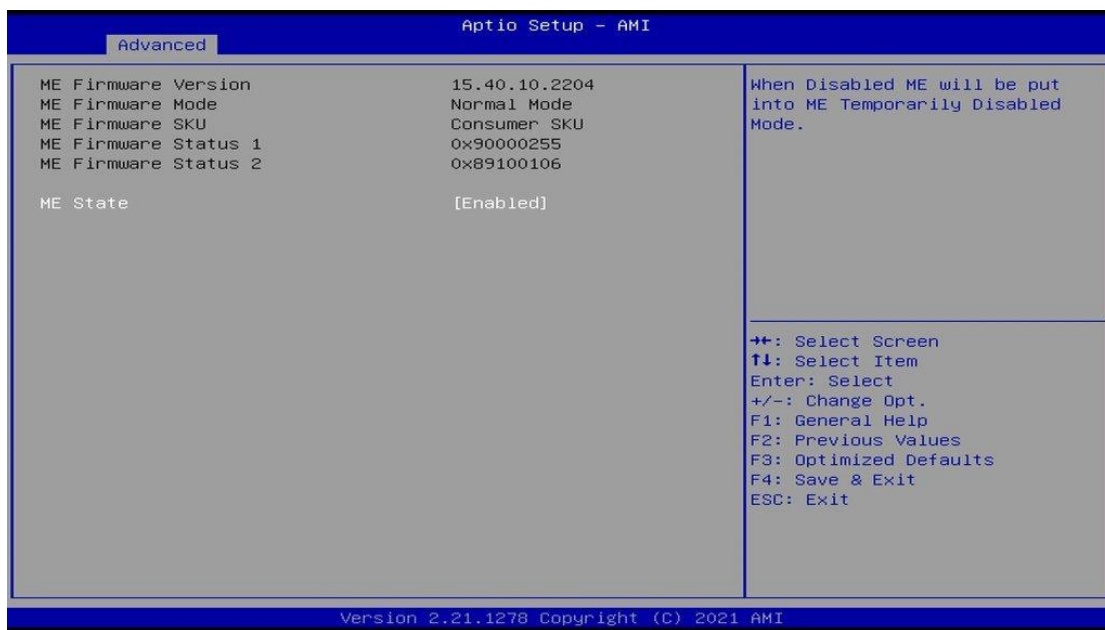 Aptio Setup – AMI
Advanced
ME Firmware Version 15.40.10.2204
ME Firmware Mode Normal Mode
ME Firmware SKU Consumer SKU
ME Firmware Status 1 0x90000255
ME Firmware Status 2 0x89100106
ME State [Enabled]
When Disabled ME will be put
into ME Temporarily Disabled
Mode.
→←: Select Screen
↑↓: Select Item
Enter: Select
+/-: Change Opt.
F1: General Help
F2: Previous Values
F3: Optimized Defaults
F4: Save & Exit
ESC: Exit
Version 2.21.1278 Copyright (C) 2021 AMI